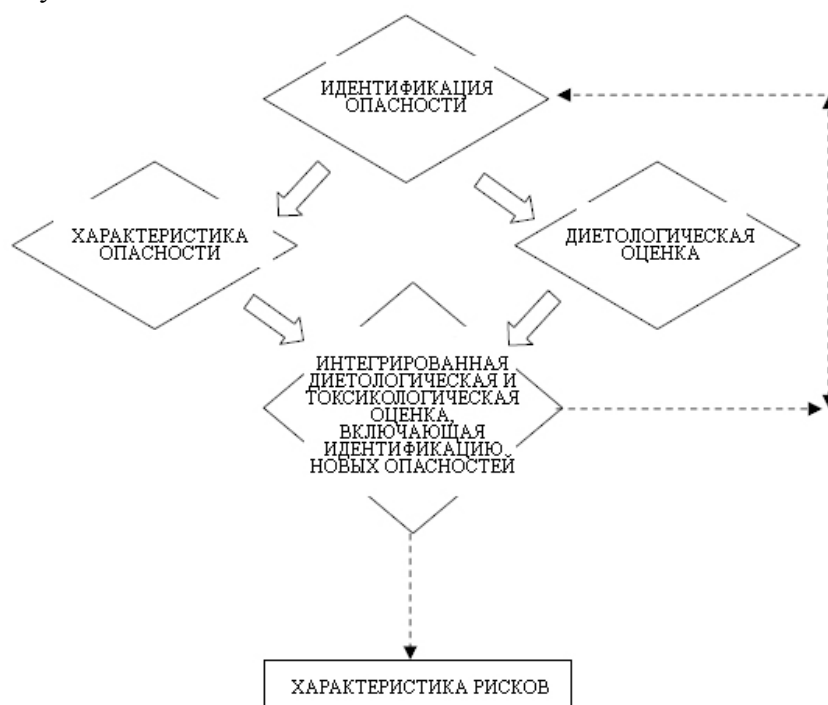 ИДЕНТИФИКАЦИЯ
ОПАСНОСТИ
ХАРАКТЕРИСТИКА
ОПАСНОСТИ
ДИЕТОЛОГИЧЕСКАЯ
ОЦЕНКА
ИНТЕГРИРОВАННАЯ
ДИЕТОЛОГИЧЕСКАЯ И
ТОКСИКОЛОГИЧЕСКАЯ
ОЦЕНКА,
ВКЛЮЧАЮЩАЯ
ИДЕНТИФИКАЦИЮ
НОВЫХ ОПАСНОСТЕЙ
ХАРАКТЕРИСТИКА РИСКОВ